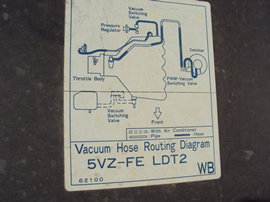 Vacuum
Switching
Valve
Pressure
Regulator
Canister
Throttle Body
PWM-Vacuum
Switching
Valve
Vacuum
Switching
Valve
Front
With Air Conditioner
Pipe
Hose
Vacuum Hose Routing Diagram
5VZ-FE LDT2
WB
62100